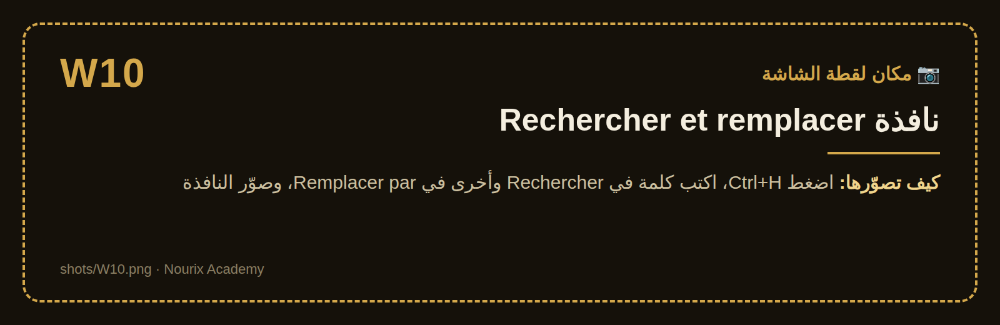 W10
📷 مكان لقطة الشاشة
نافذة Rechercher et remplacer
كيف تصوّرها: اضغط Ctrl+H، اكتب كلمة في Rechercher وأخرى في Remplacer par، وصوّر النافذة
shots/W10.png · Nourix Academy